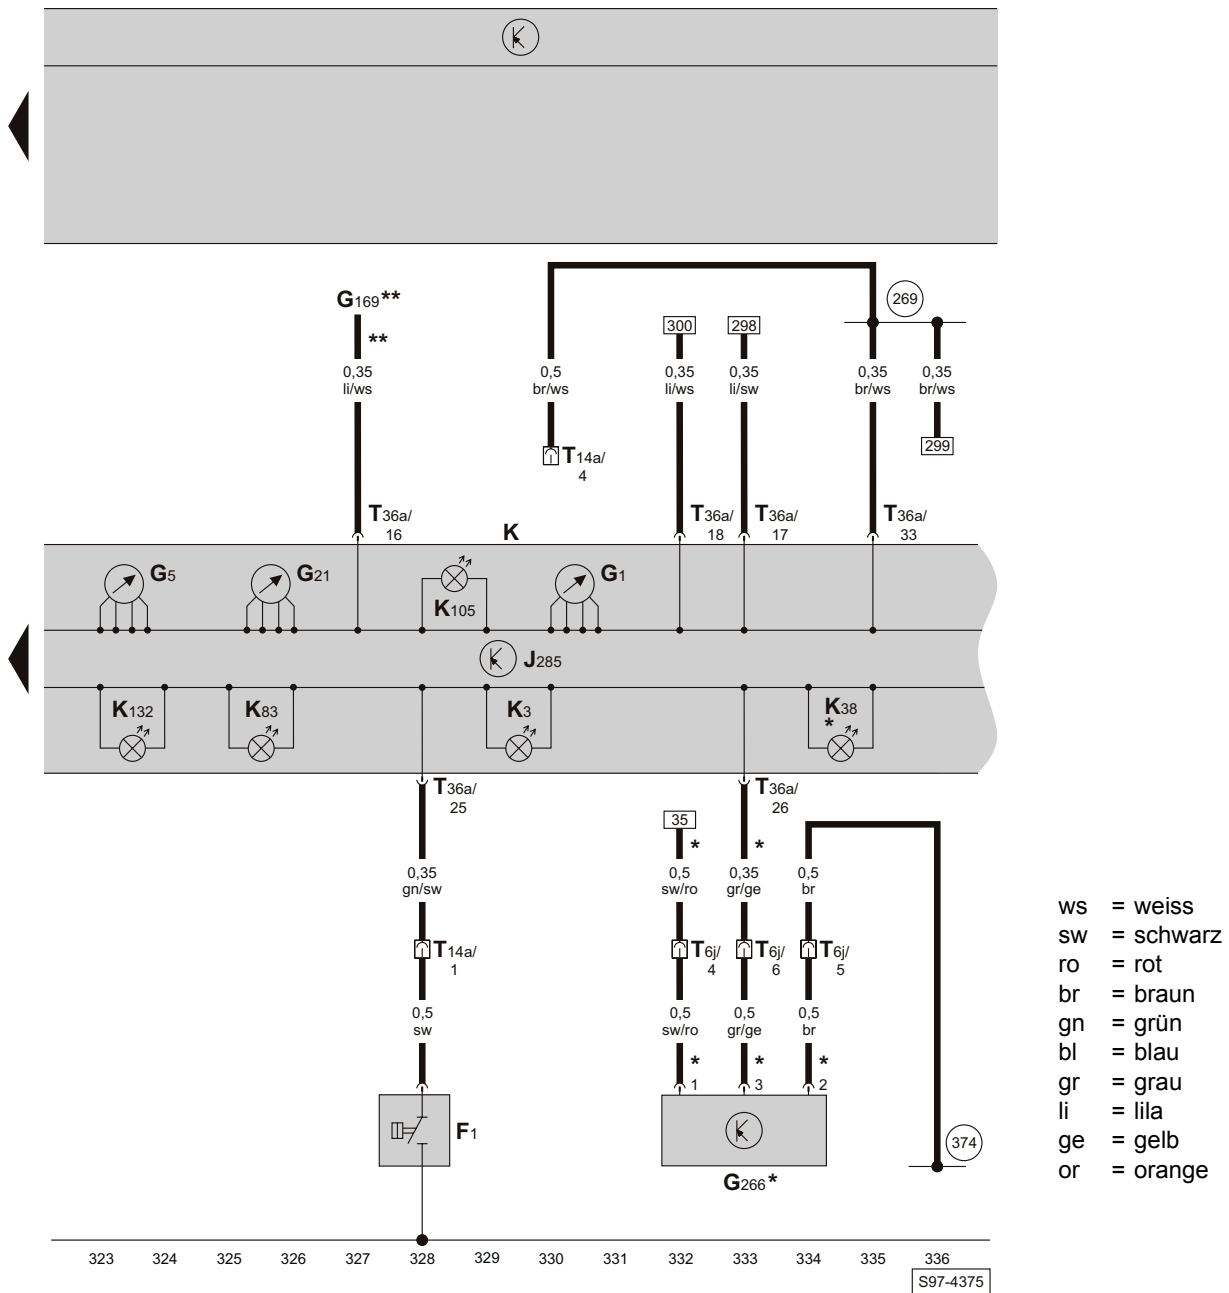 G169**
**
269
300
298
0,35
li/ws
0,5
br/ws
0,35
li/ws
0,35
li/sw
0,35
br/ws
0,35
br/ws
299
T14a/
4
T36a/
16
K
T36a/
18
T36a/
17
T36a/
33
G5
G21
K105
G1
J285
K132
K83
K3
K38
*
T36a/
25
T36a/
26
35
*
*
0,35
gn/sw
0,5
sw/ro
0,35
gr/ge
0,5
br
T14a/
1
T6j/
4
T6j/
6
T6j/
5
0,5
sw
0,5
sw/ro
0,5
gr/ge
0,5
br
*
*
*
1
3
2
F1
G266*
374
ws = weiss
sw = schwarz
ro = rot
br = braun
gn = grün
bl = blau
gr = grau
li = lila
ge = gelb
or = orange
323 324 325 326 327 328 329 330 331 332 333 334 335 336
S97-4375